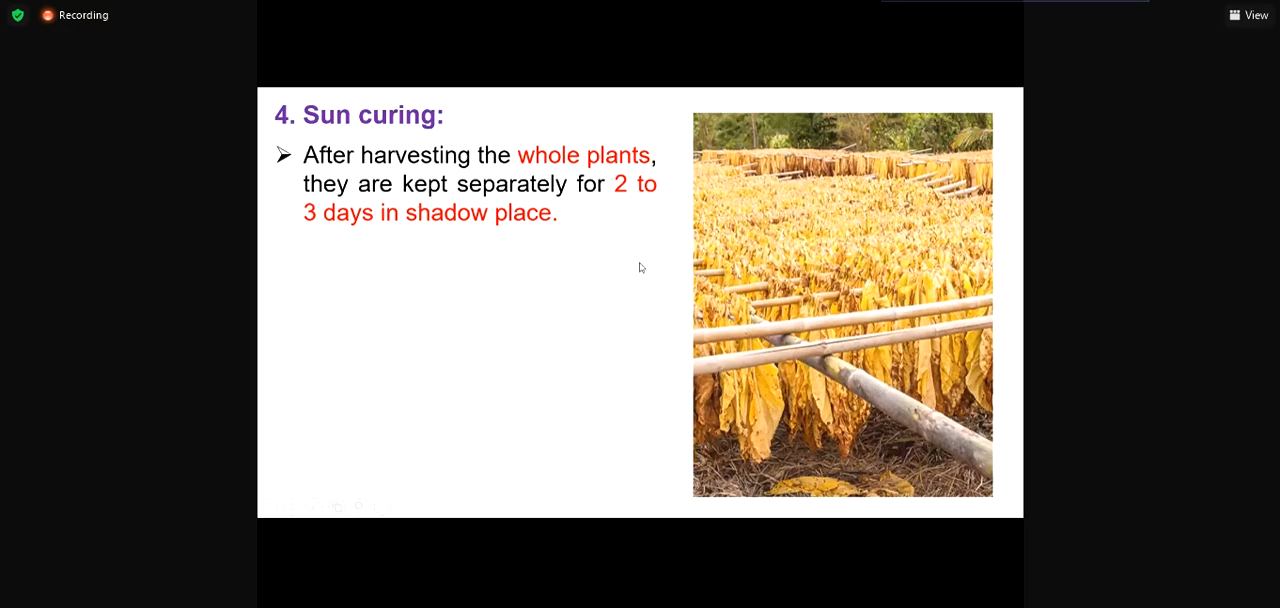 Recording
View
4. Sun curing:
➢ After harvesting the whole plants,
they are kept separately for 2 to
3 days in shadow place.